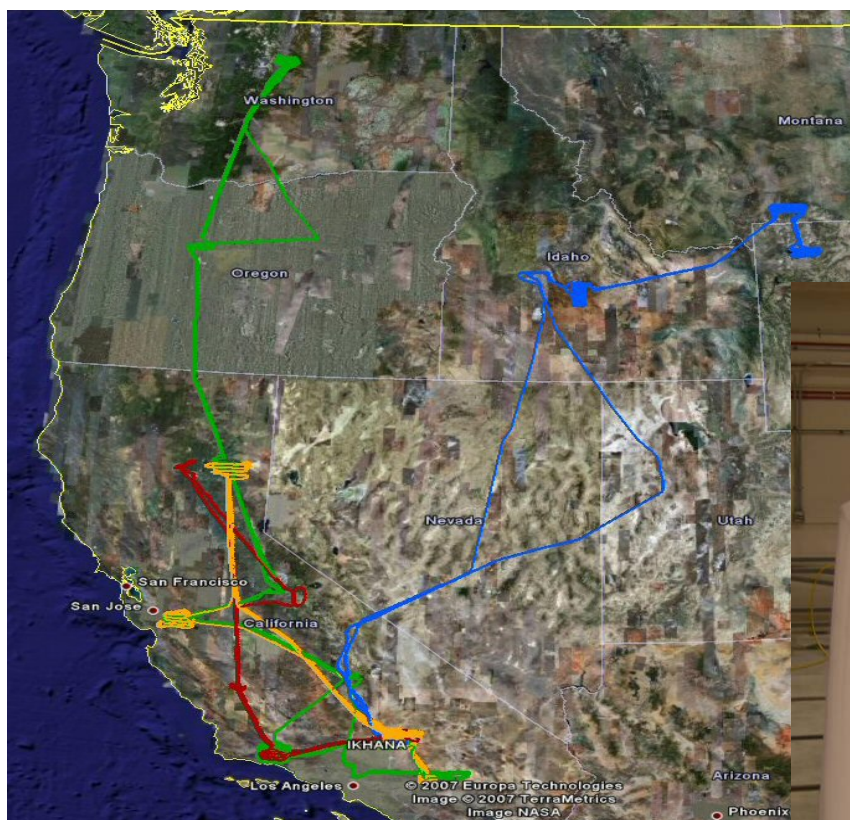 Washington
Montana
Oregon
Idaho
Nevada
Utah
San Francisco
San Jose
California
IKHANA
Los Angeles
© 2007 Europa Technologies
Image © 2007 TerraMetrics
Image NASA
Arizona
Phoenix